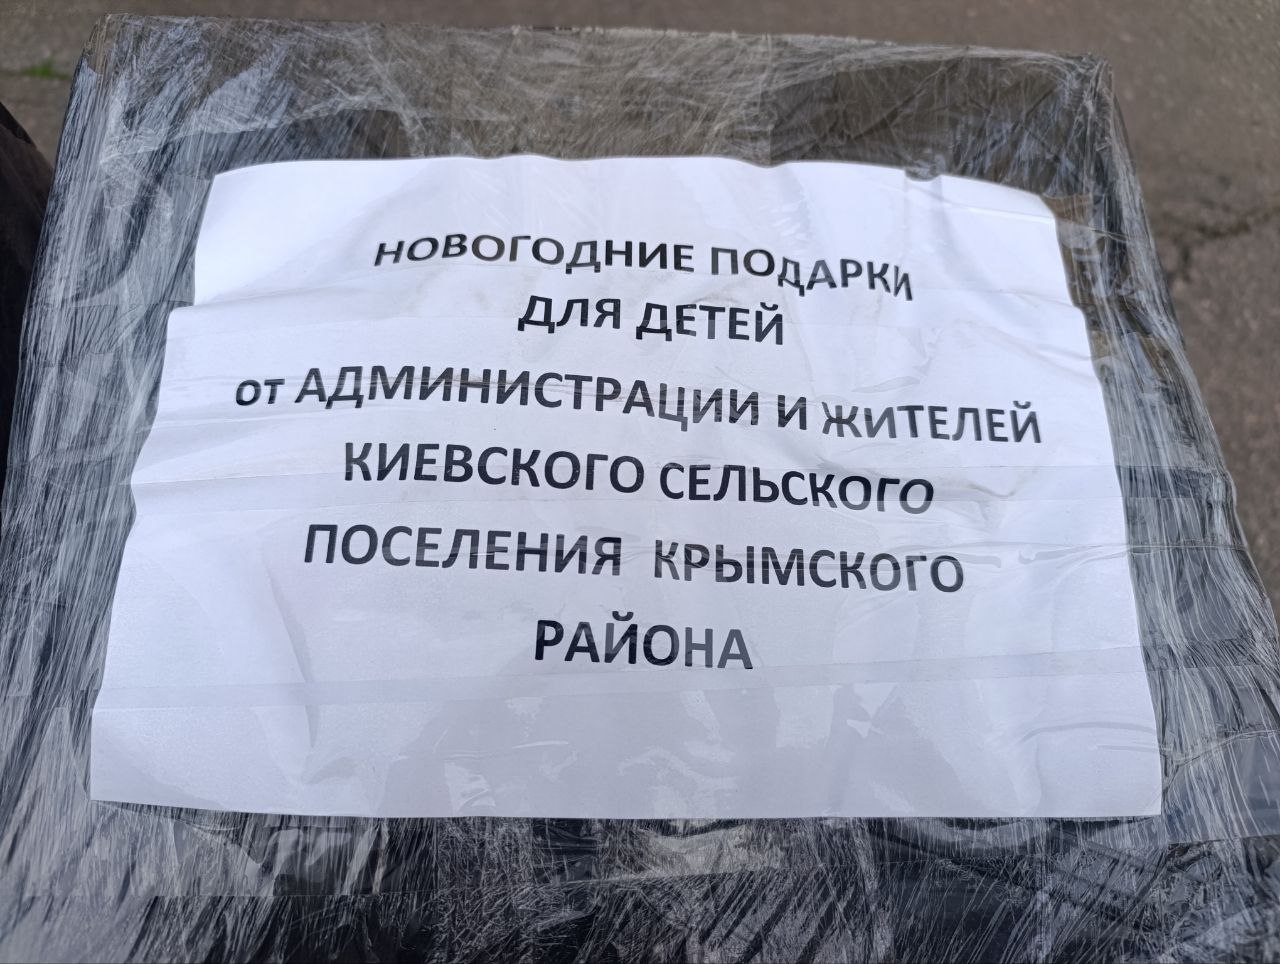 НОВОГОДНИЕ ПОДАРКИ
ДЛЯ ДЕТЕЙ
от АДМИНИСТРАЦИИ И ЖИТЕЛЕЙ
КИЕВСКОГО СЕЛЬСКОГО
ПОСЕЛЕНИЯ КРЫМСКОГО
РАЙОНА